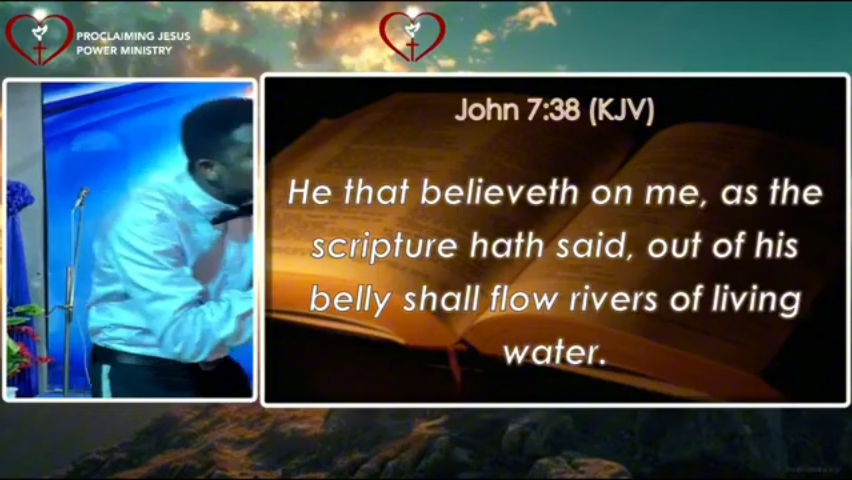 PROCLAIMING JESUS
POWER MINISTRY
John 7:38 (KJV)
He that believeth on me, as the
scripture hath said, out of his
belly shall flow rivers of living
water.